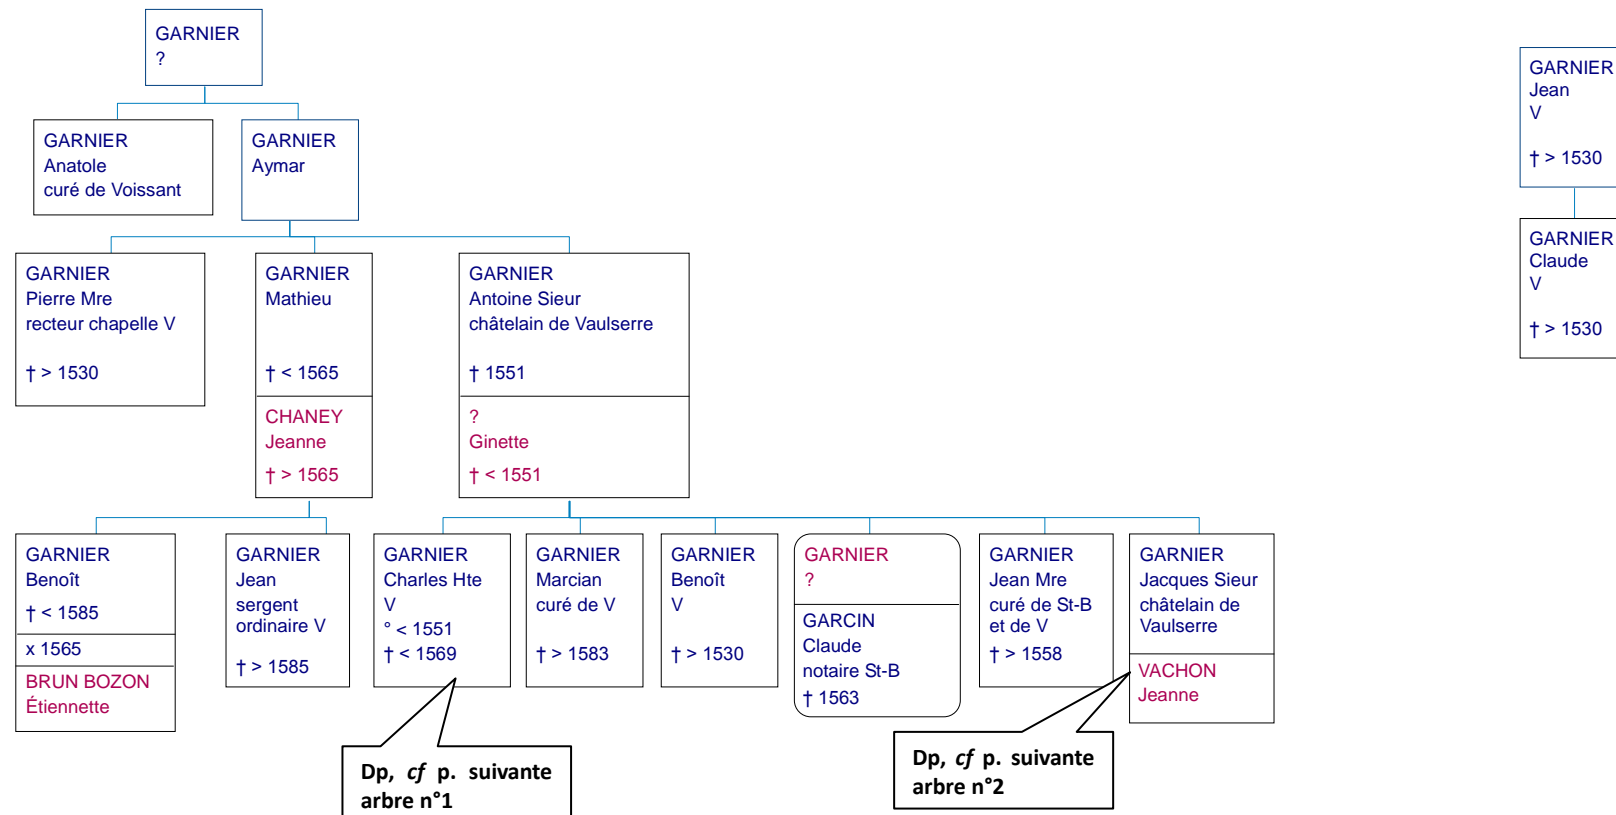 GARNIER
?
GARNIER
Jean
V
† > 1530
GARNIER
Anatole
curé de Voissant
GARNIER
Aymar
GARNIER
Claude
V
† > 1530
GARNIER
Pierre Mre
recteur chapelle V
† > 1530
GARNIER
Mathieu
† < 1565
CHANEY
Jeanne
† > 1565
GARNIER
Antoine Sieur
châtelain de Vaulserre
† 1551
?
Ginette
† < 1551
GARNIER
Benoît
† < 1585
x 1565
BRUN BOZON
Étiennette
GARNIER
Jean
sergent
ordinaire V
† > 1585
GARNIER
Charles Hte
V
° < 1551
† < 1569
GARNIER
Marcian
curé de V
† > 1583
GARNIER
Benoît
V
† > 1530
GARNIER
?
GARCIN
Claude
notaire St-B
† 1563
GARNIER
Jean Mre
curé de St-B
et de V
† > 1558
GARNIER
Jacques Sieur
châtelain de
Vaulserre
VACHON
Jeanne
Dp, cf p. suivante
arbre n°1
Dp, cf p. suivante
arbre n°2